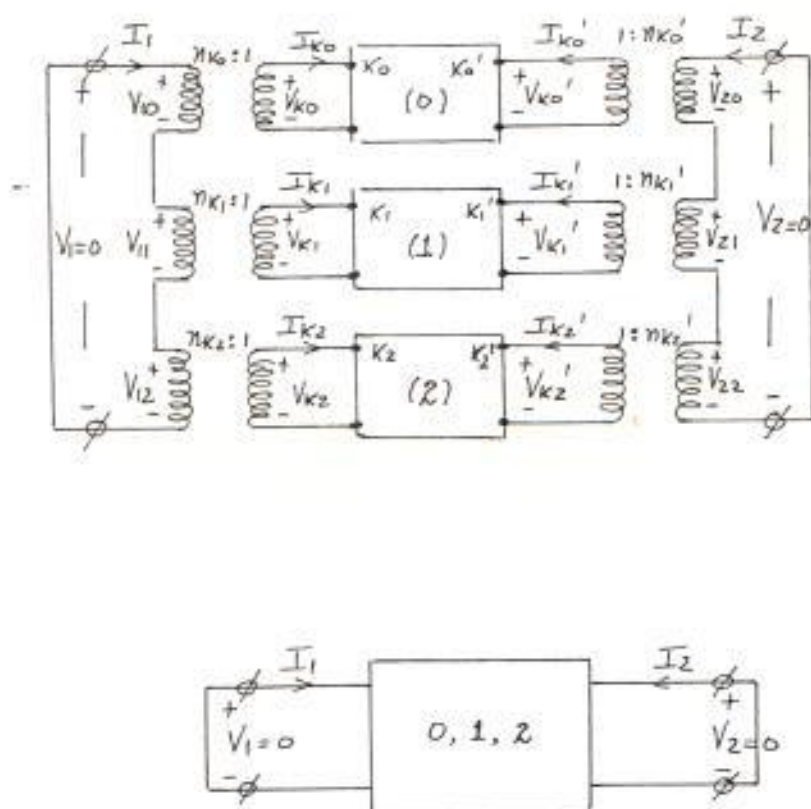 I1 nK0:1 IK0 IK0' 1:nK0' I2
+ V10 + - + VK0 - K0 (0) K0' + VK0' - + V20 - +
nK1:1 IK1 IK1' 1:nK1'
V1=0 + V11 - + VK1 - K1 (1) K1' + VK1' - + V21 - V2=0
nK2:1 IK2 IK2' 1:nK2'
- V12 + - + VK2 - K2 (2) K2' + VK2' - + V22 - -
I1 I2
+ +
V1=0 0, 1, 2 V2=0
- -